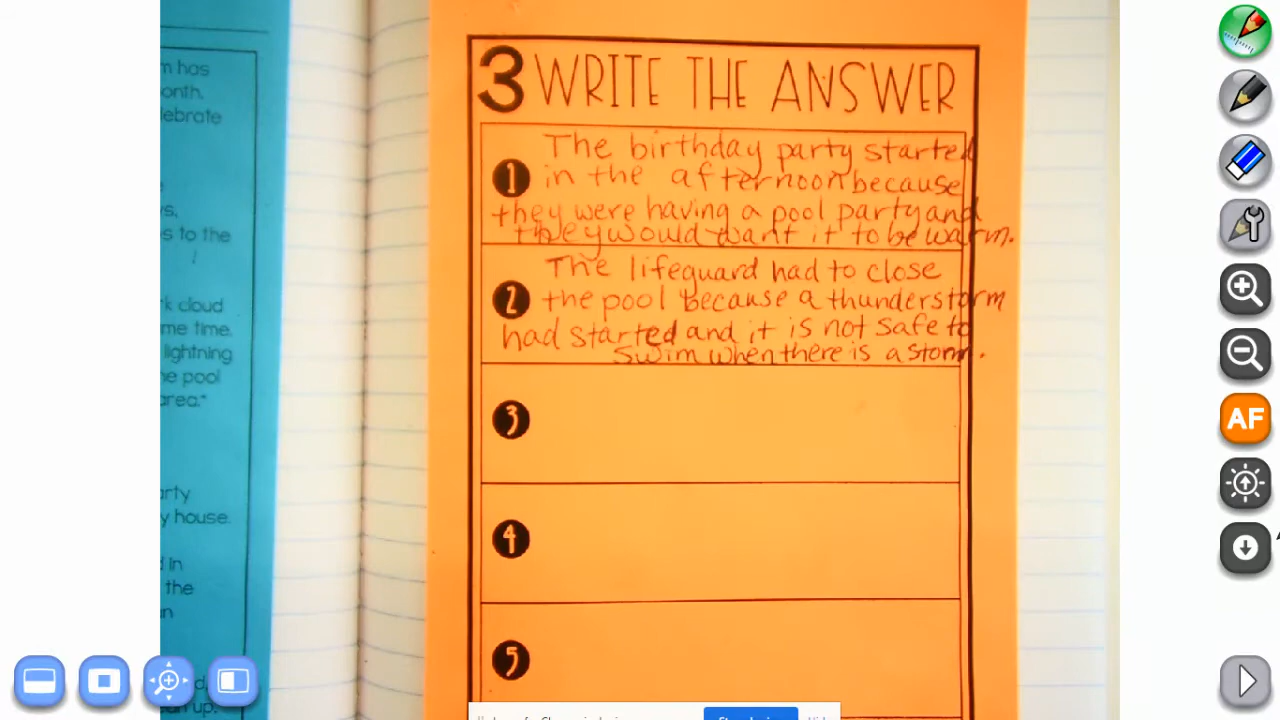 m has
onth.
lebrate
s to the
k cloud
me time.
lightning
e pool
area."
arty
y house.
d in
the
3 WRITE THE ANSWER
1 The birthday party started
in the afternoon because
they were having a pool party and
they would want it to be warm.
2 The lifeguard had to close
the pool because a thunderstorm
had started and it is not safe to
swim when there is a storm.
3
4
5
AF